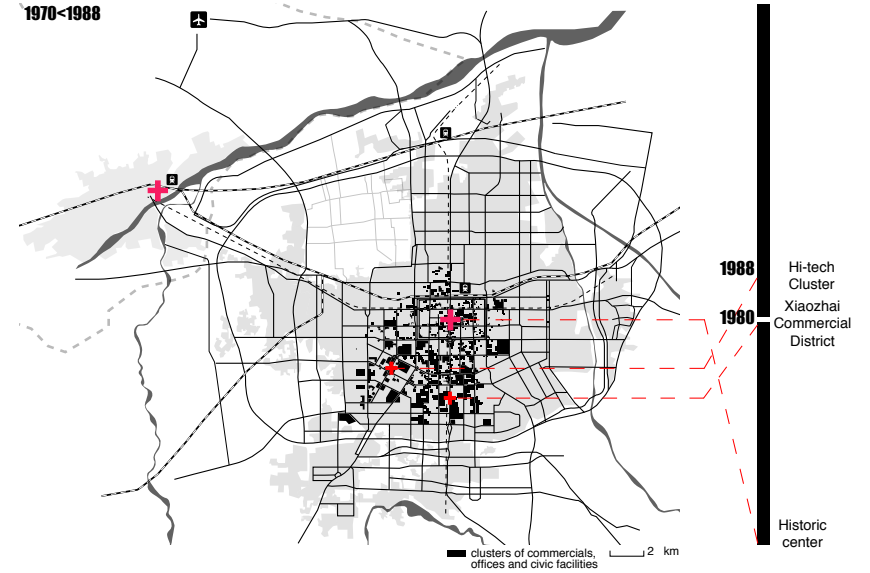 1970<1988
1988
Hi-tech
Cluster
1980
Xiaozhai
Commercial
District
Historic
center
clusters of commercials,
offices and civic facilities
2 km